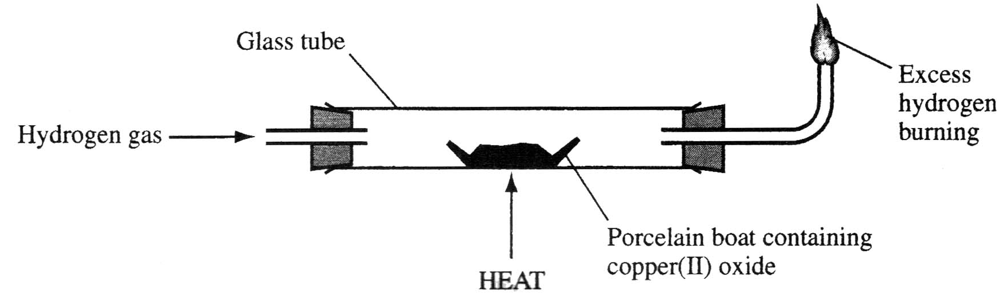 Glass tube
Excess
hydrogen
burning
Hydrogen gas
Porcelain boat containing
copper(II) oxide
HEAT